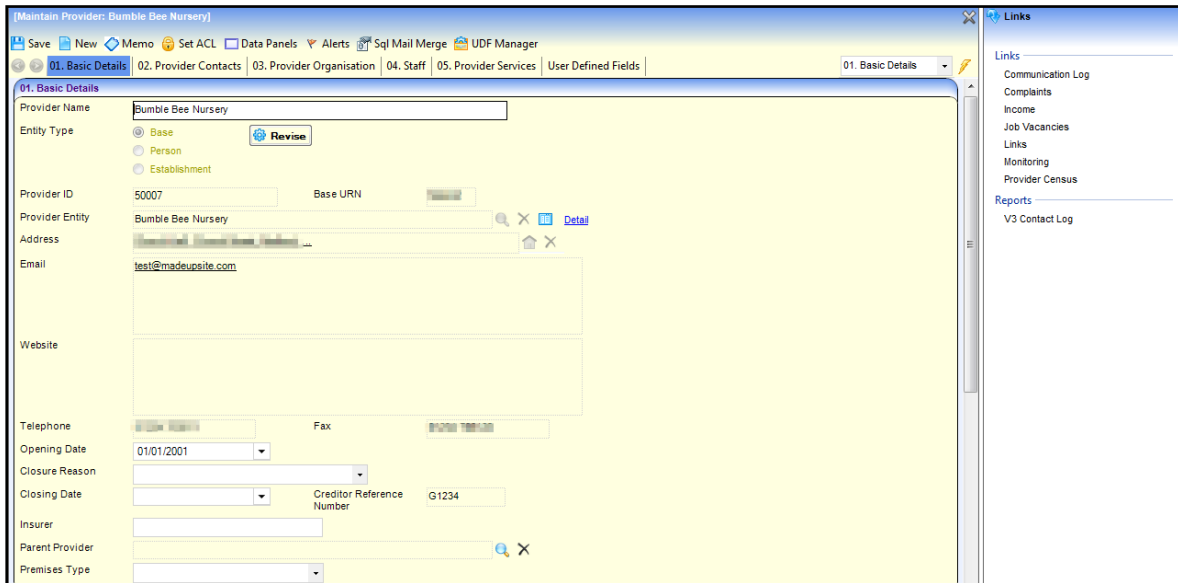 [Maintain Provider: Bumble Bee Nursery]
Save New Memo Set ACL Data Panels Alerts Sql Mail Merge UDF Manager
01. Basic Details 02. Provider Contacts 03. Provider Organisation 04. Staff 05. Provider Services User Defined Fields 01. Basic Details
01. Basic Details
Provider Name Bumble Bee Nursery
Entity Type Base Revise
Person
Establishment
Provider ID 50007 Base URN
Provider Entity Bumble Bee Nursery Detail
Address ...
Email test@madeupsite.com
Website
Telephone Fax
Opening Date 01/01/2001
Closure Reason
Closing Date Creditor Reference Number G1234
Insurer
Parent Provider
Premises Type
Links
Links
Communication Log
Complaints
Income
Job Vacancies
Links
Monitoring
Provider Census
Reports
V3 Contact Log